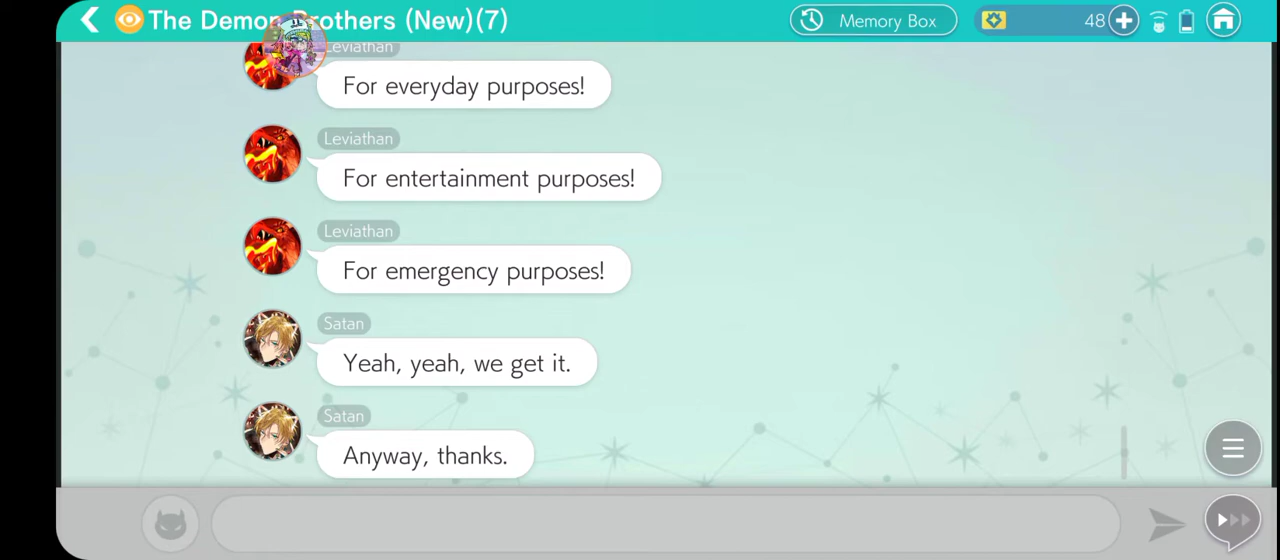 The Demon Brothers (New)(7)
Memory Box
48
Leviathan
For everyday purposes!
Leviathan
For entertainment purposes!
Leviathan
For emergency purposes!
Satan
Yeah, yeah, we get it.
Satan
Anyway, thanks.